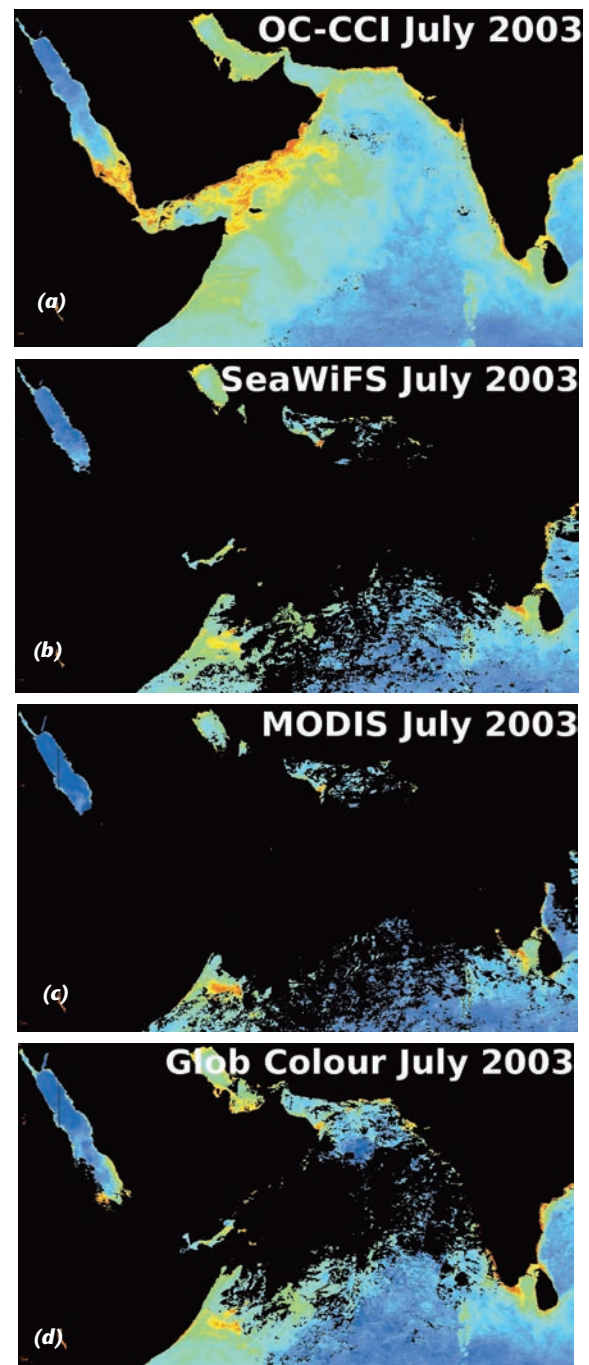 OC-CCI July 2003
(a)
SeaWiFS July 2003
(b)
MODIS July 2003
(c)
Glob Colour July 2003
(d)